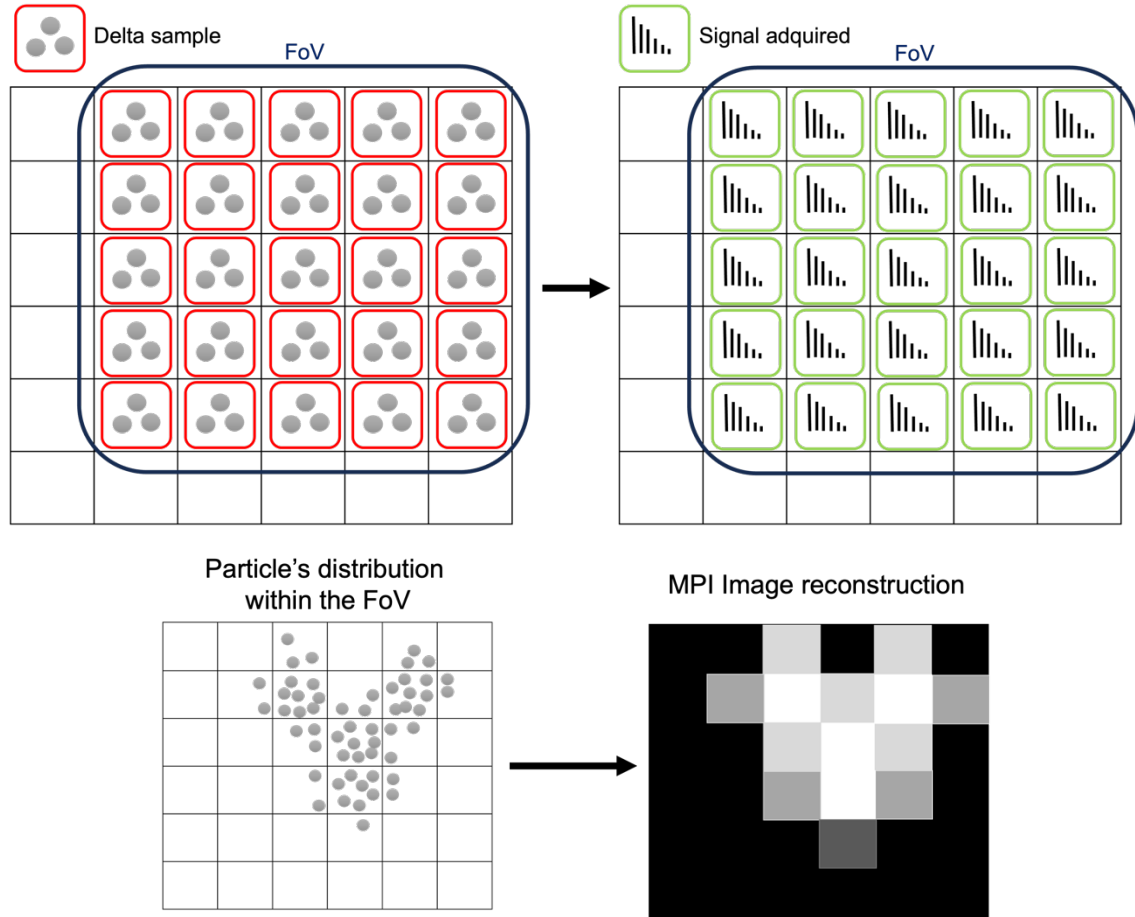 Delta sample
FoV
Signal adquired
FoV
Particle's distribution
within the FoV
MPI Image reconstruction